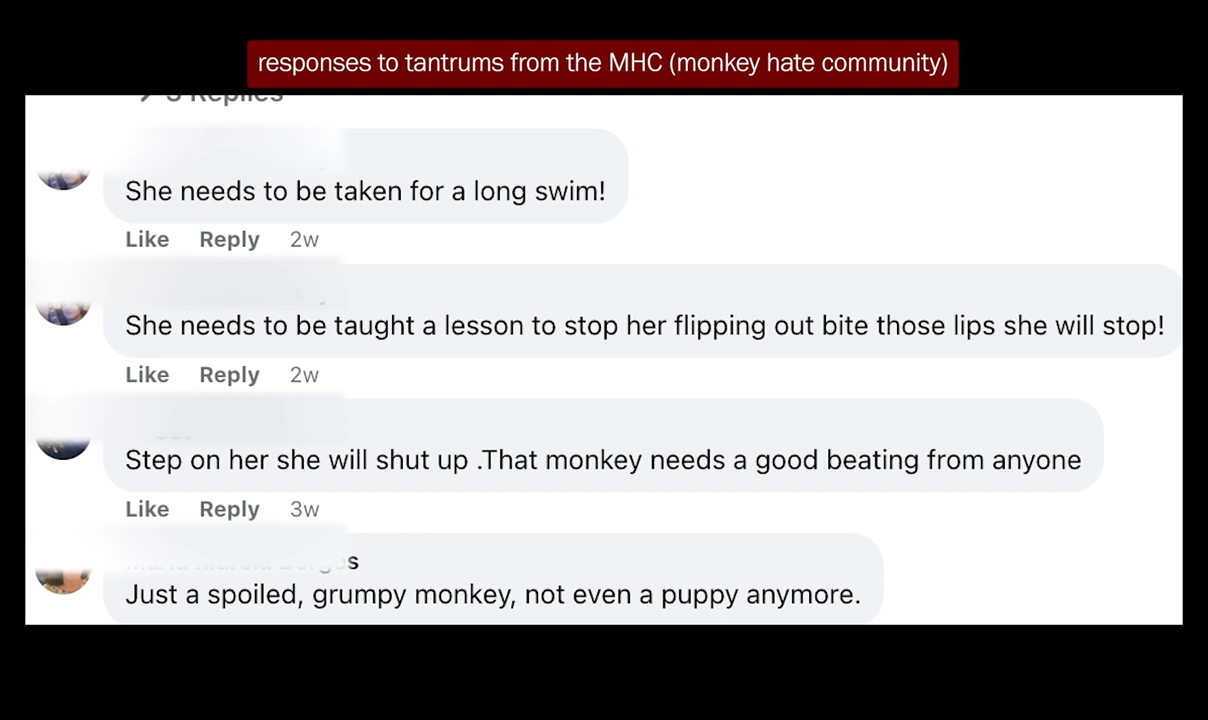 responses to tantrums from the MHC (monkey hate community)
3 Replies
She needs to be taken for a long swim!
Like Reply 2w
She needs to be taught a lesson to stop her flipping out bite those lips she will stop!
Like Reply 2w
Step on her she will shut up .That monkey needs a good beating from anyone
Like Reply 3w
Just a spoiled, grumpy monkey, not even a puppy anymore.